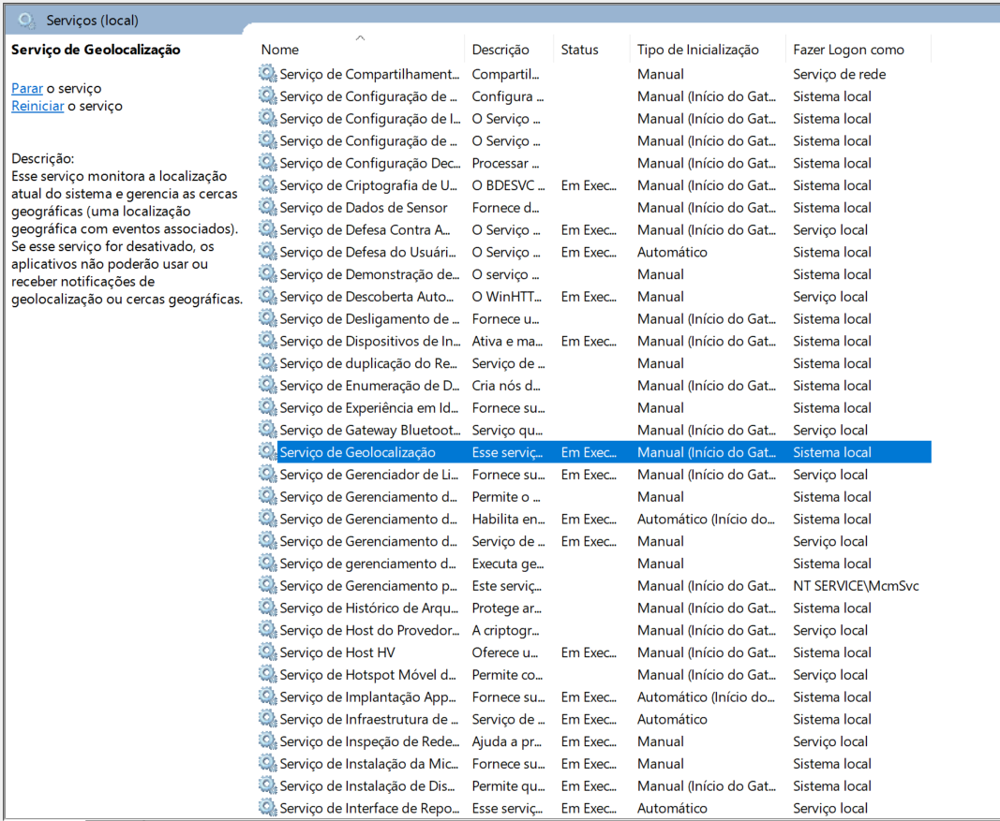 Serviços (local)
Serviço de Geolocalização
Parar o serviço
Reiniciar o serviço
Descrição:
Esse serviço monitora a localização
atual do sistema e gerencia as cercas
geográficas (uma localização
geográfica com eventos associados).
Se esse serviço for desativado, os
aplicativos não poderão usar ou
receber notificações de
geolocalização ou cercas geográficas.
Nome Descrição Status Tipo de Inicialização Fazer Logon como
Serviço de Compartilhament... Compartil... Manual Serviço de rede
Serviço de Configuração de ... Configura ... Manual (Início do Gat... Sistema local
Serviço de Configuração de I... O Serviço ... Manual (Início do Gat... Sistema local
Serviço de Configuração de ... O Serviço ... Manual (Início do Gat... Sistema local
Serviço de Configuração Dec... Processar ... Manual (Início do Gat... Sistema local
Serviço de Criptografia de U... O BDESVC ... Em Exec... Manual (Início do Gat... Sistema local
Serviço de Dados de Sensor Fornece d... Manual (Início do Gat... Sistema local
Serviço de Defesa Contra A... O Serviço ... Em Exec... Manual (Início do Gat... Serviço local
Serviço de Defesa do Usuári... O Serviço ... Em Exec... Automático Sistema local
Serviço de Demonstração de... O serviço ... Manual Sistema local
Serviço de Descoberta Auto... O WinHTT... Em Exec... Manual Serviço local
Serviço de Desligamento de ... Fornece u... Manual (Início do Gat... Sistema local
Serviço de Dispositivos de In... Ativa e ma... Em Exec... Manual (Início do Gat... Sistema local
Serviço de duplicação do Re... Serviço de ... Manual Sistema local
Serviço de Enumeração de D... Cria nós d... Manual (Início do Gat... Sistema local
Serviço de Experiência em Id... Fornece su... Manual Sistema local
Serviço de Gateway Bluetoot... Serviço qu... Manual (Início do Gat... Serviço local
Serviço de Geolocalização Esse serviç... Em Exec... Manual (Início do Gat... Sistema local
Serviço de Gerenciador de Li... Fornece su... Em Exec... Manual (Início do Gat... Serviço local
Serviço de Gerenciamento d... Permite o ... Manual Sistema local
Serviço de Gerenciamento d... Habilita en... Em Exec... Automático (Início do... Sistema local
Serviço de Gerenciamento d... Serviço de ... Em Exec... Manual Serviço local
Serviço de gerenciamento d... Executa ge... Manual Sistema local
Serviço de Gerenciamento p... Este serviç... Manual (Início do Gat... NT SERVICE\McmSvc
Serviço de Histórico de Arqu... Protege ar... Manual (Início do Gat... Sistema local
Serviço de Host do Provedor... A criptogr... Manual (Início do Gat... Serviço local
Serviço de Host HV Oferece u... Em Exec... Manual (Início do Gat... Sistema local
Serviço de Hotspot Móvel d... Permite co... Manual (Início do Gat... Serviço local
Serviço de Implantação App... Fornece su... Em Exec... Automático (Início do... Sistema local
Serviço de Infraestrutura de ... Serviço de ... Em Exec... Automático Sistema local
Serviço de Inspeção de Rede... Ajuda a pr... Em Exec... Manual Serviço local
Serviço de Instalação da Mic... Fornece su... Em Exec... Manual Sistema local
Serviço de Instalação de Dis... Permite qu... Em Exec... Manual (Início do Gat... Sistema local
Serviço de Interface de Repo... Esse serviç... Em Exec... Automático Serviço local